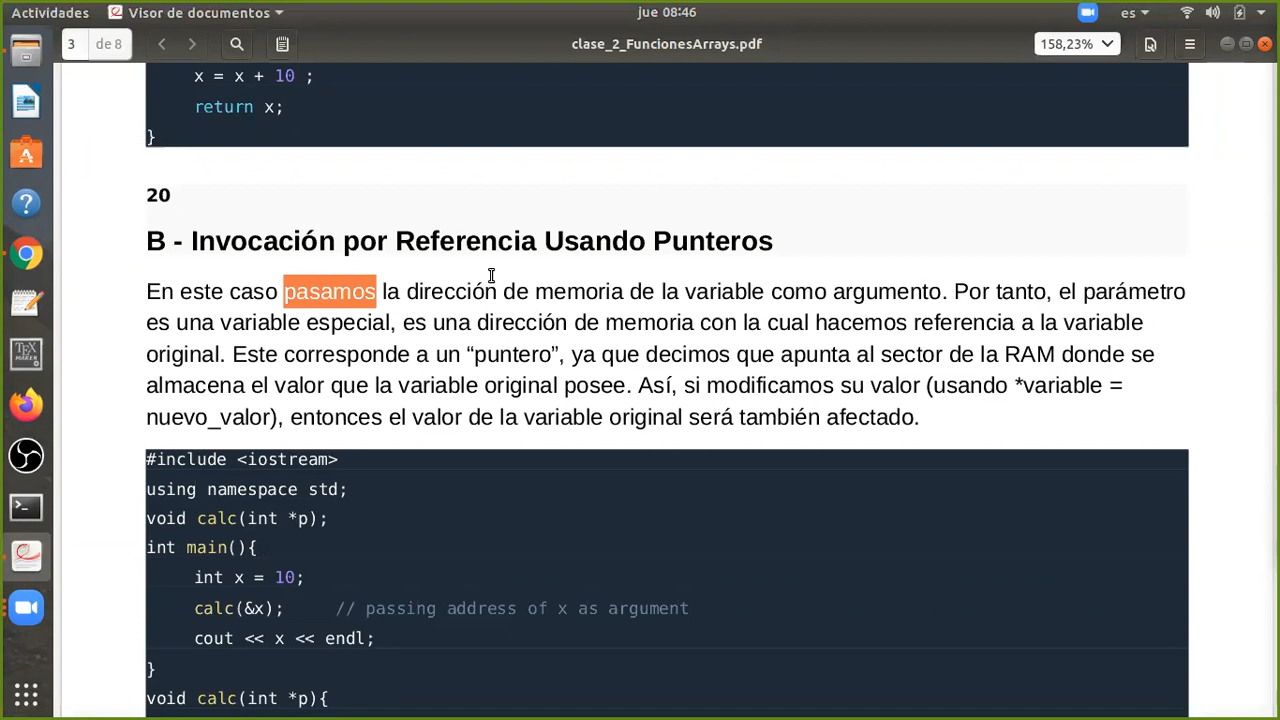 Actividades Visor de documentos jue 08:46 es
3 de 8 clase_2_FuncionesArrays.pdf 158,23%
x = x + 10 ;
return x;
}
20
B - Invocación por Referencia Usando Punteros
En este caso pasamos la dirección de memoria de la variable como argumento. Por tanto, el parámetro
es una variable especial, es una dirección de memoria con la cual hacemos referencia a la variable
original. Este corresponde a un “puntero”, ya que decimos que apunta al sector de la RAM donde se
almacena el valor que la variable original posee. Así, si modificamos su valor (usando *variable =
nuevo_valor), entonces el valor de la variable original será también afectado.
#include <iostream>
using namespace std;
void calc(int *p);
int main(){
int x = 10;
calc(&x); // passing address of x as argument
cout << x << endl;
}
void calc(int *p){